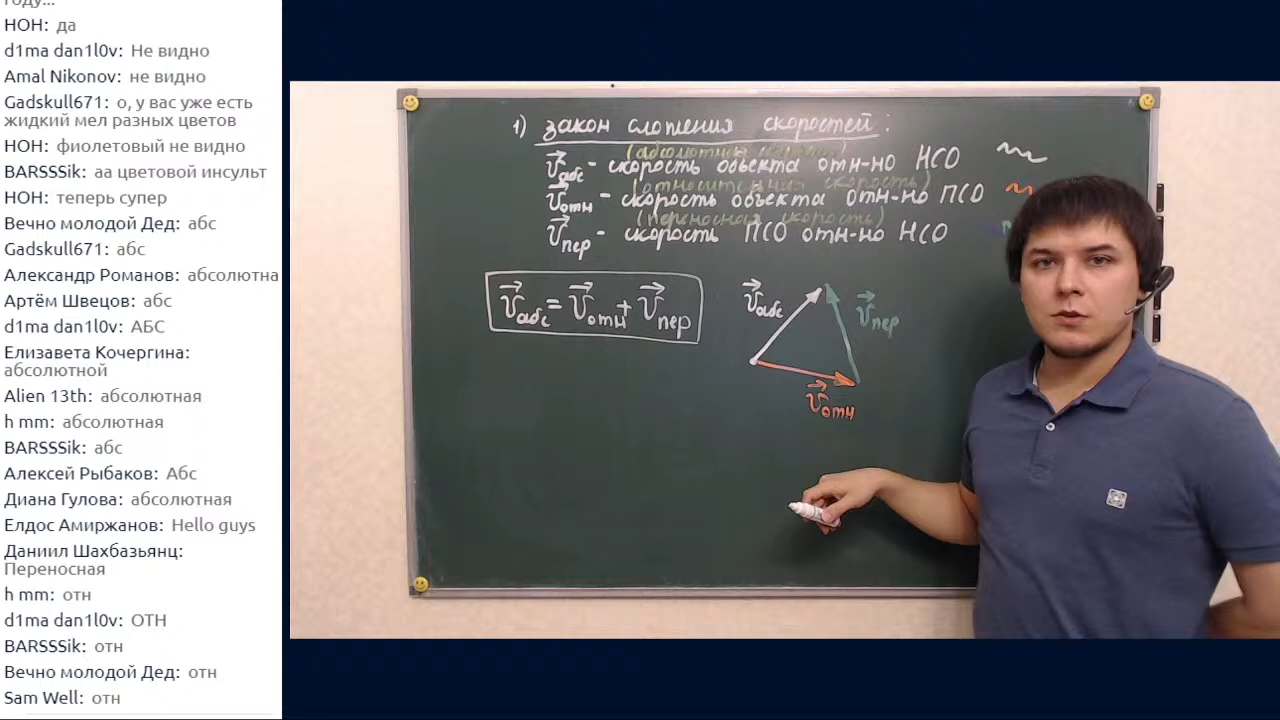 году...
НОН: да
d1ma dan1l0v: Не видно
Amal Nikonov: не видно
Gadskull671: о, у вас уже есть
жидкий мел разных цветов
НОН: фиолетовый не видно
BARSSSik: аа цветовой инсульт
НОН: теперь супер
Вечно молодой Дед: абс
Gadskull671: абс
Александр Романов: абсолютна
Артём Швецов: абс
d1ma dan1l0v: АБС
Елизавета Кочергина:
абсолютной
Alien 13th: абсолютная
h mm: абсолютная
BARSSSik: абс
Алексей Рыбаков: Абс
Диана Гулова: абсолютная
Елдос Амиржанов: Hello guys
Даниил Шахбазьянц:
Переносная
h mm: отн
d1ma dan1l0v: ОТН
BARSSSik: отн
Вечно молодой Дед: отн
Sam Well: отн
1) закон сложения скоростей:
(абсолютная скорость)
v⃗абс - скорость объекта отн-но НСО
(относительная скорость)
v⃗отн - скорость объекта отн-но ПСО
(переносная скорость)
v⃗пер - скорость ПСО отн-но НСО
v⃗абс = v⃗отн + v⃗пер
v⃗абс
v⃗пер
v⃗отн